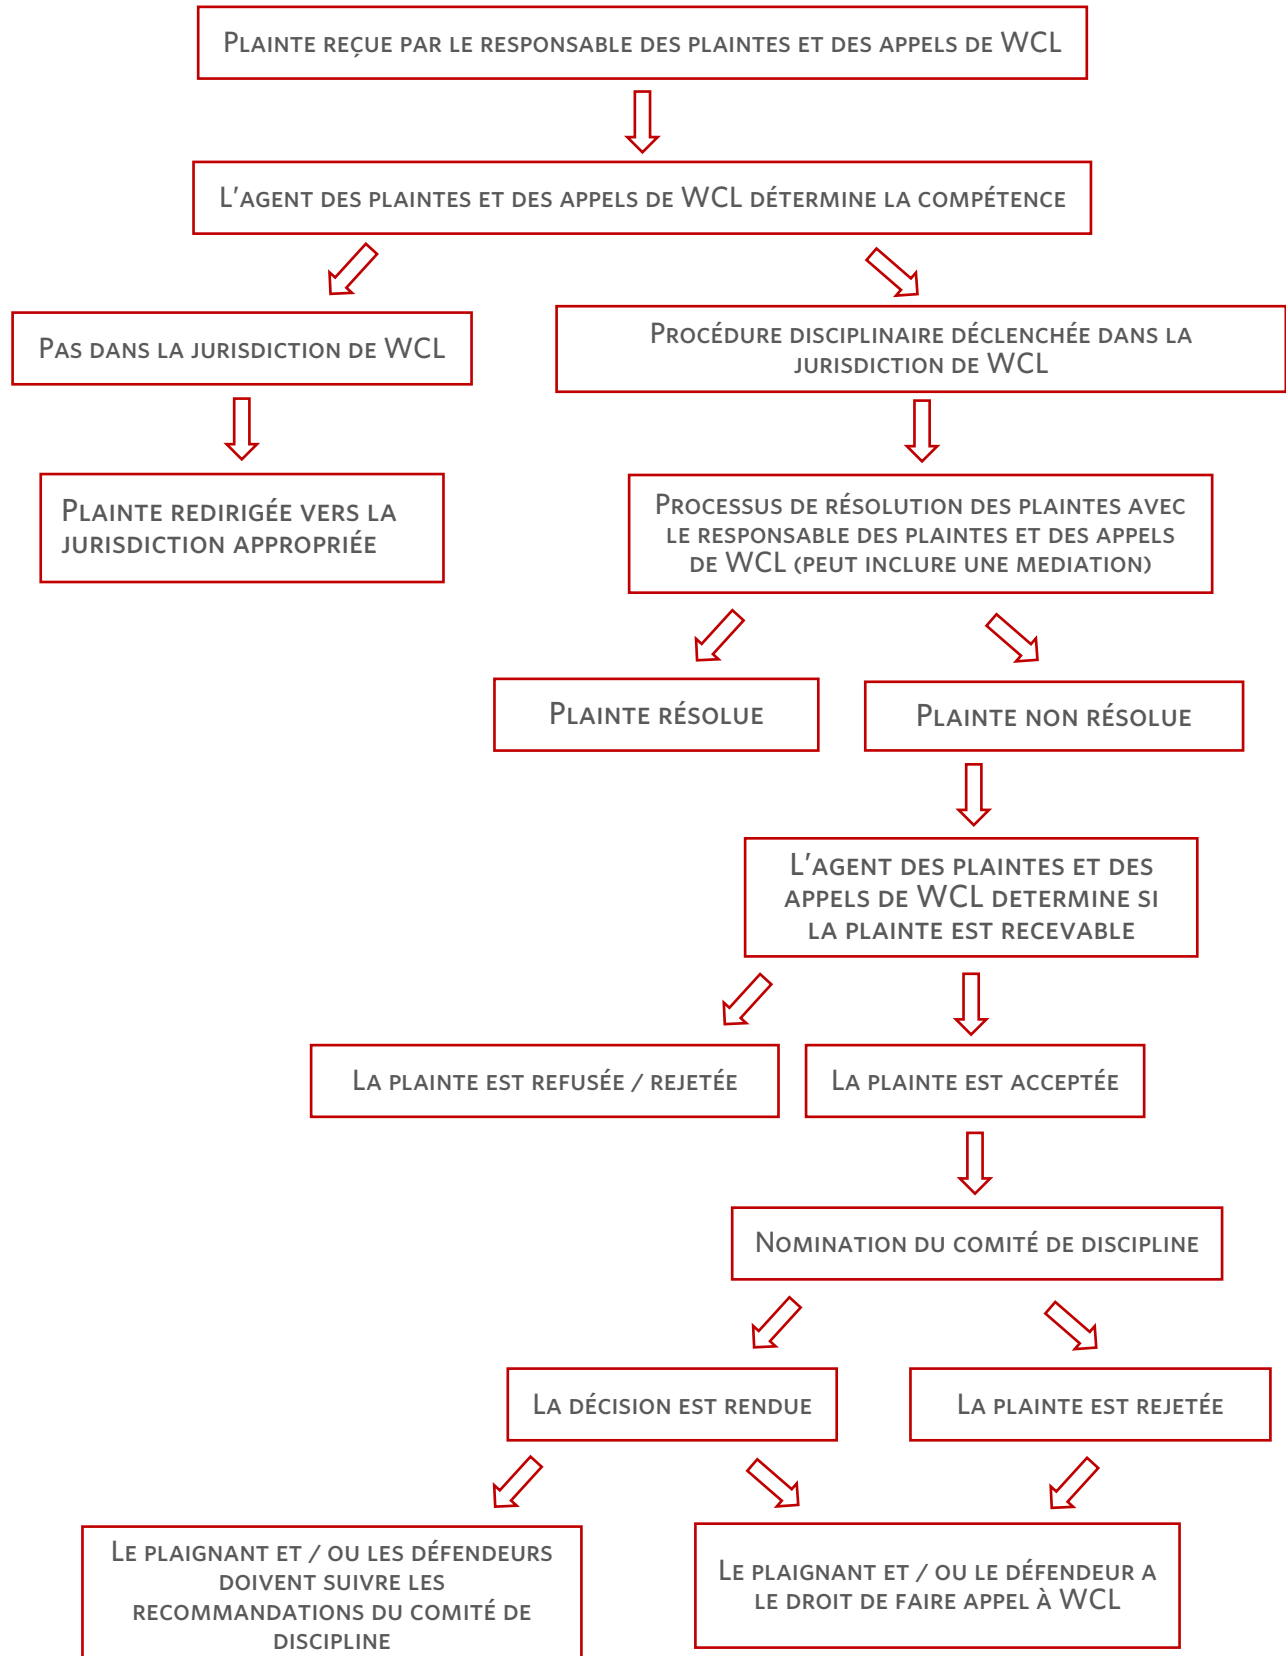 Plainte reçue par le responsable des plaintes et des appels de WCL
L'agent des plaintes et des appels de WCL détermine la compétence
Pas dans la jurisdiction de WCL
Procédure disciplinaire déclenchée dans la
jurisdiction de WCL
Plainte redirigée vers la
jurisdiction appropriée
Processus de résolution des plaintes avec
le responsable des plaintes et des appels
de WCL (peut inclure une mediation)
Plainte résolue
Plainte non résolue
L'agent des plaintes et des
appels de WCL determine si
la plainte est recevable
La plainte est refusée / rejetée
La plainte est acceptée
Nomination du comité de discipline
La décision est rendue
La plainte est rejetée
Le plaignant et / ou les défendeurs
doivent suivre les
recommandations du comité de
discipline
Le plaignant et / ou le défendeur a
le droit de faire appel à WCL